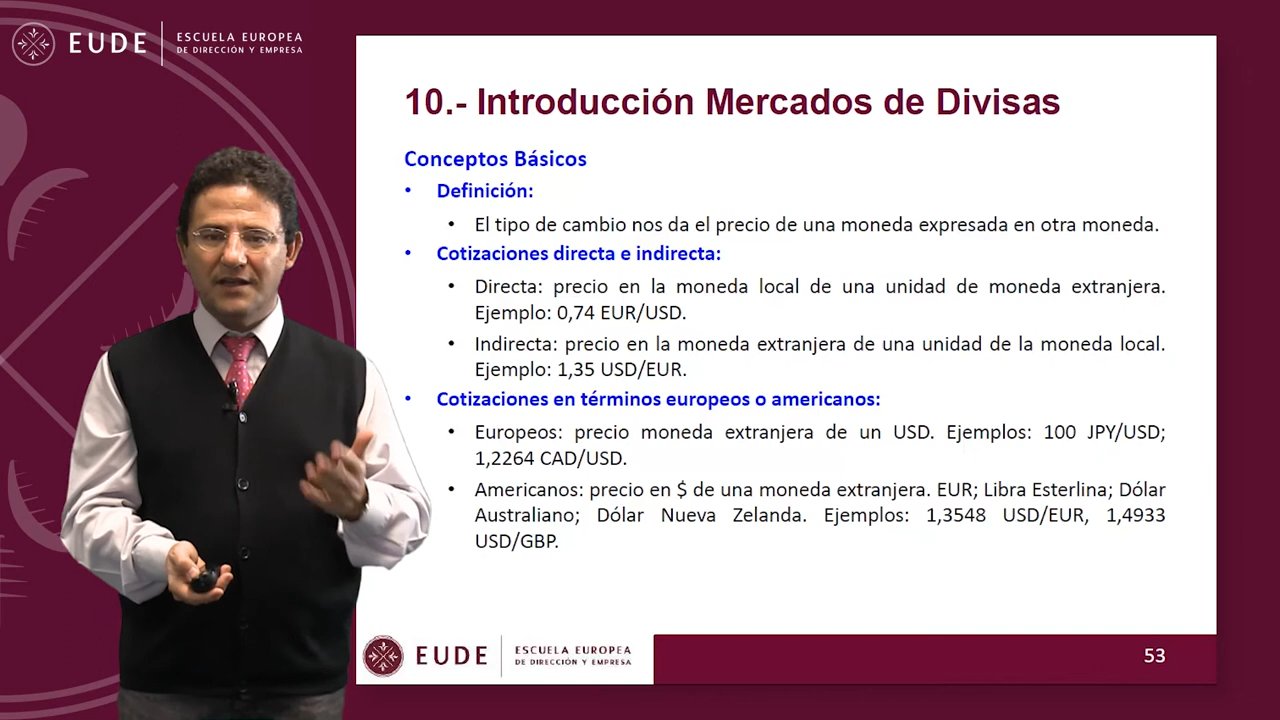 EUDE
ESCUELA EUROPEA
DE DIRECCIÓN Y EMPRESA
10.- Introducción Mercados de Divisas
Conceptos Básicos
• Definición:
• El tipo de cambio nos da el precio de una moneda expresada en otra moneda.
• Cotizaciones directa e indirecta:
• Directa: precio en la moneda local de una unidad de moneda extranjera.
Ejemplo: 0,74 EUR/USD.
• Indirecta: precio en la moneda extranjera de una unidad de la moneda local.
Ejemplo: 1,35 USD/EUR.
• Cotizaciones en términos europeos o americanos:
• Europeos: precio moneda extranjera de un USD. Ejemplos: 100 JPY/USD;
1,2264 CAD/USD.
• Americanos: precio en $ de una moneda extranjera. EUR; Libra Esterlina; Dólar
Australiano; Dólar Nueva Zelanda. Ejemplos: 1,3548 USD/EUR, 1,4933
USD/GBP.
EUDE
ESCUELA EUROPEA
DE DIRECCIÓN Y EMPRESA
53